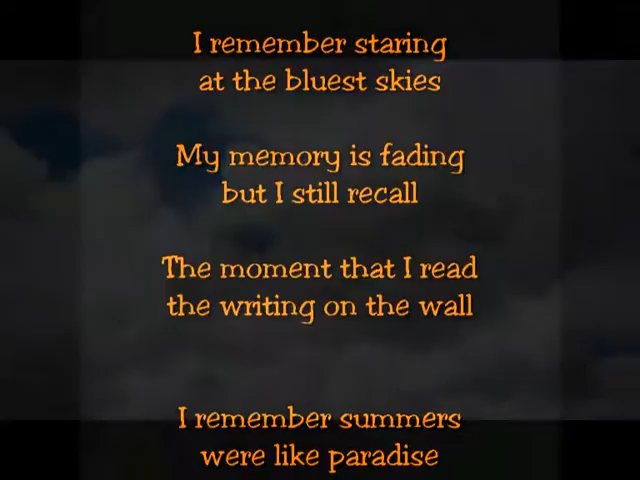 I remember staring
at the bluest skies
My memory is fading
but I still recall
The moment that I read
the writing on the wall
I remember summers
were like paradise